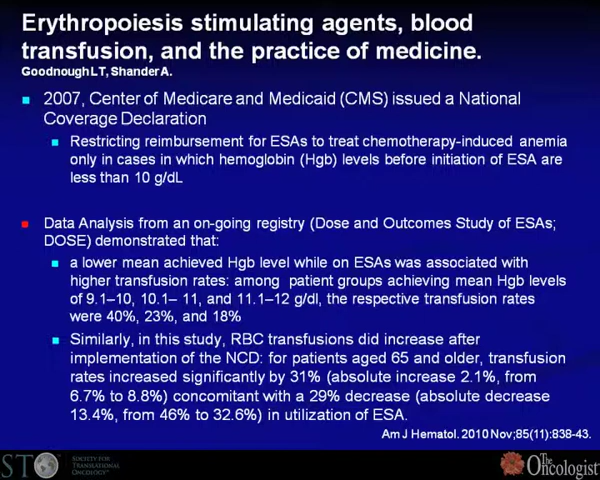 Erythropoiesis stimulating agents, blood
transfusion, and the practice of medicine.
Goodnough LT, Shander A.
2007, Center of Medicare and Medicaid (CMS) issued a National
Coverage Declaration
Restricting reimbursement for ESAs to treat chemotherapy-induced anemia
only in cases in which hemoglobin (Hgb) levels before initiation of ESA are
less than 10 g/dL
Data Analysis from an on-going registry (Dose and Outcomes Study of ESAs;
DOSE) demonstrated that:
a lower mean achieved Hgb level while on ESAs was associated with
higher transfusion rates: among patient groups achieving mean Hgb levels
of 9.1–10, 10.1– 11, and 11.1–12 g/dl, the respective transfusion rates
were 40%, 23%, and 18%
Similarly, in this study, RBC transfusions did increase after
implementation of the NCD: for patients aged 65 and older, transfusion
rates increased significantly by 31% (absolute increase 2.1%, from
6.7% to 8.8%) concomitant with a 29% decrease (absolute decrease
13.4%, from 46% to 32.6%) in utilization of ESA.
Am J Hematol. 2010 Nov;85(11):838-43.
STO
SOCIETY FOR
TRANSLATIONAL
ONCOLOGY
The
Oncologist